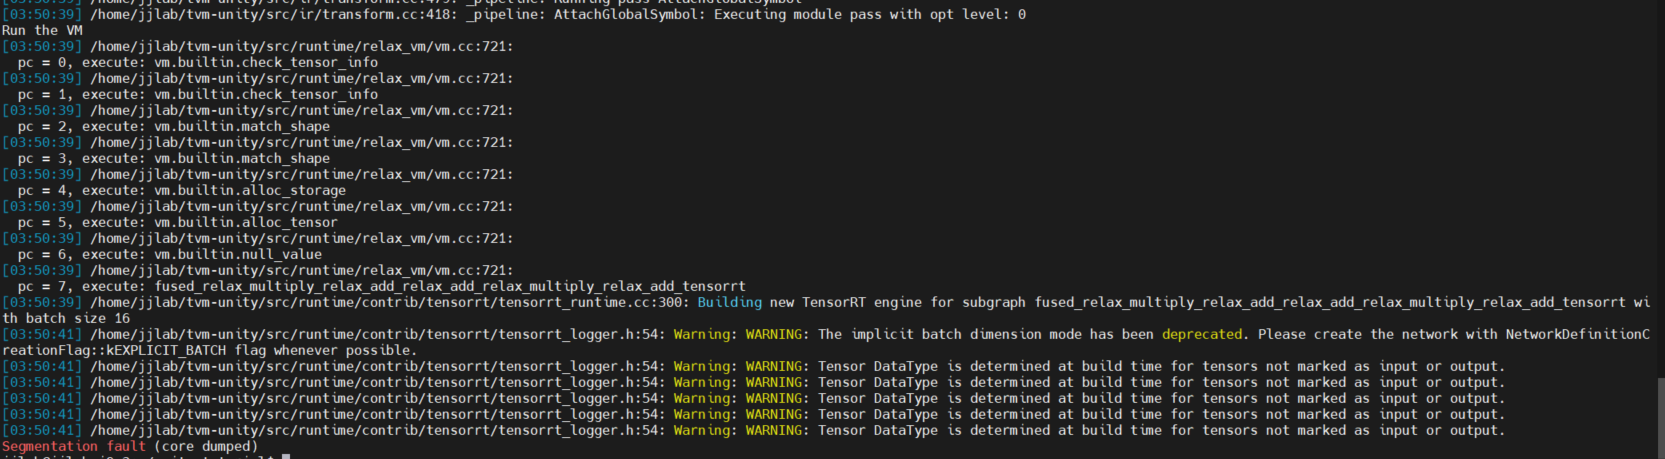 [03:50:39] /home/jjlab/tvm-unity/src/ir/transform.cc:418: _pipeline: AttachGlobalSymbol: Executing module pass with opt level: 0
Run the VM
[03:50:39] /home/jjlab/tvm-unity/src/runtime/relax_vm/vm.cc:721:
  pc = 0, execute: vm.builtin.check_tensor_info
[03:50:39] /home/jjlab/tvm-unity/src/runtime/relax_vm/vm.cc:721:
  pc = 1, execute: vm.builtin.check_tensor_info
[03:50:39] /home/jjlab/tvm-unity/src/runtime/relax_vm/vm.cc:721:
  pc = 2, execute: vm.builtin.match_shape
[03:50:39] /home/jjlab/tvm-unity/src/runtime/relax_vm/vm.cc:721:
  pc = 3, execute: vm.builtin.match_shape
[03:50:39] /home/jjlab/tvm-unity/src/runtime/relax_vm/vm.cc:721:
  pc = 4, execute: vm.builtin.alloc_storage
[03:50:39] /home/jjlab/tvm-unity/src/runtime/relax_vm/vm.cc:721:
  pc = 5, execute: vm.builtin.alloc_tensor
[03:50:39] /home/jjlab/tvm-unity/src/runtime/relax_vm/vm.cc:721:
  pc = 6, execute: vm.builtin.null_value
[03:50:39] /home/jjlab/tvm-unity/src/runtime/relax_vm/vm.cc:721:
  pc = 7, execute: fused_relax_multiply_relax_add_relax_add_relax_multiply_relax_add_tensorrt
[03:50:39] /home/jjlab/tvm-unity/src/runtime/contrib/tensorrt/tensorrt_runtime.cc:300: Building new TensorRT engine for subgraph fused_relax_multiply_relax_add_relax_add_relax_multiply_relax_add_tensorrt wi
th batch size 16
[03:50:41] /home/jjlab/tvm-unity/src/runtime/contrib/tensorrt/tensorrt_logger.h:54: Warning: WARNING: The implicit batch dimension mode has been deprecated. Please create the network with NetworkDefinitionC
reationFlag::kEXPLICIT_BATCH flag whenever possible.
[03:50:41] /home/jjlab/tvm-unity/src/runtime/contrib/tensorrt/tensorrt_logger.h:54: Warning: WARNING: Tensor DataType is determined at build time for tensors not marked as input or output.
[03:50:41] /home/jjlab/tvm-unity/src/runtime/contrib/tensorrt/tensorrt_logger.h:54: Warning: WARNING: Tensor DataType is determined at build time for tensors not marked as input or output.
[03:50:41] /home/jjlab/tvm-unity/src/runtime/contrib/tensorrt/tensorrt_logger.h:54: Warning: WARNING: Tensor DataType is determined at build time for tensors not marked as input or output.
[03:50:41] /home/jjlab/tvm-unity/src/runtime/contrib/tensorrt/tensorrt_logger.h:54: Warning: WARNING: Tensor DataType is determined at build time for tensors not marked as input or output.
[03:50:41] /home/jjlab/tvm-unity/src/runtime/contrib/tensorrt/tensorrt_logger.h:54: Warning: WARNING: Tensor DataType is determined at build time for tensors not marked as input or output.
Segmentation fault (core dumped)